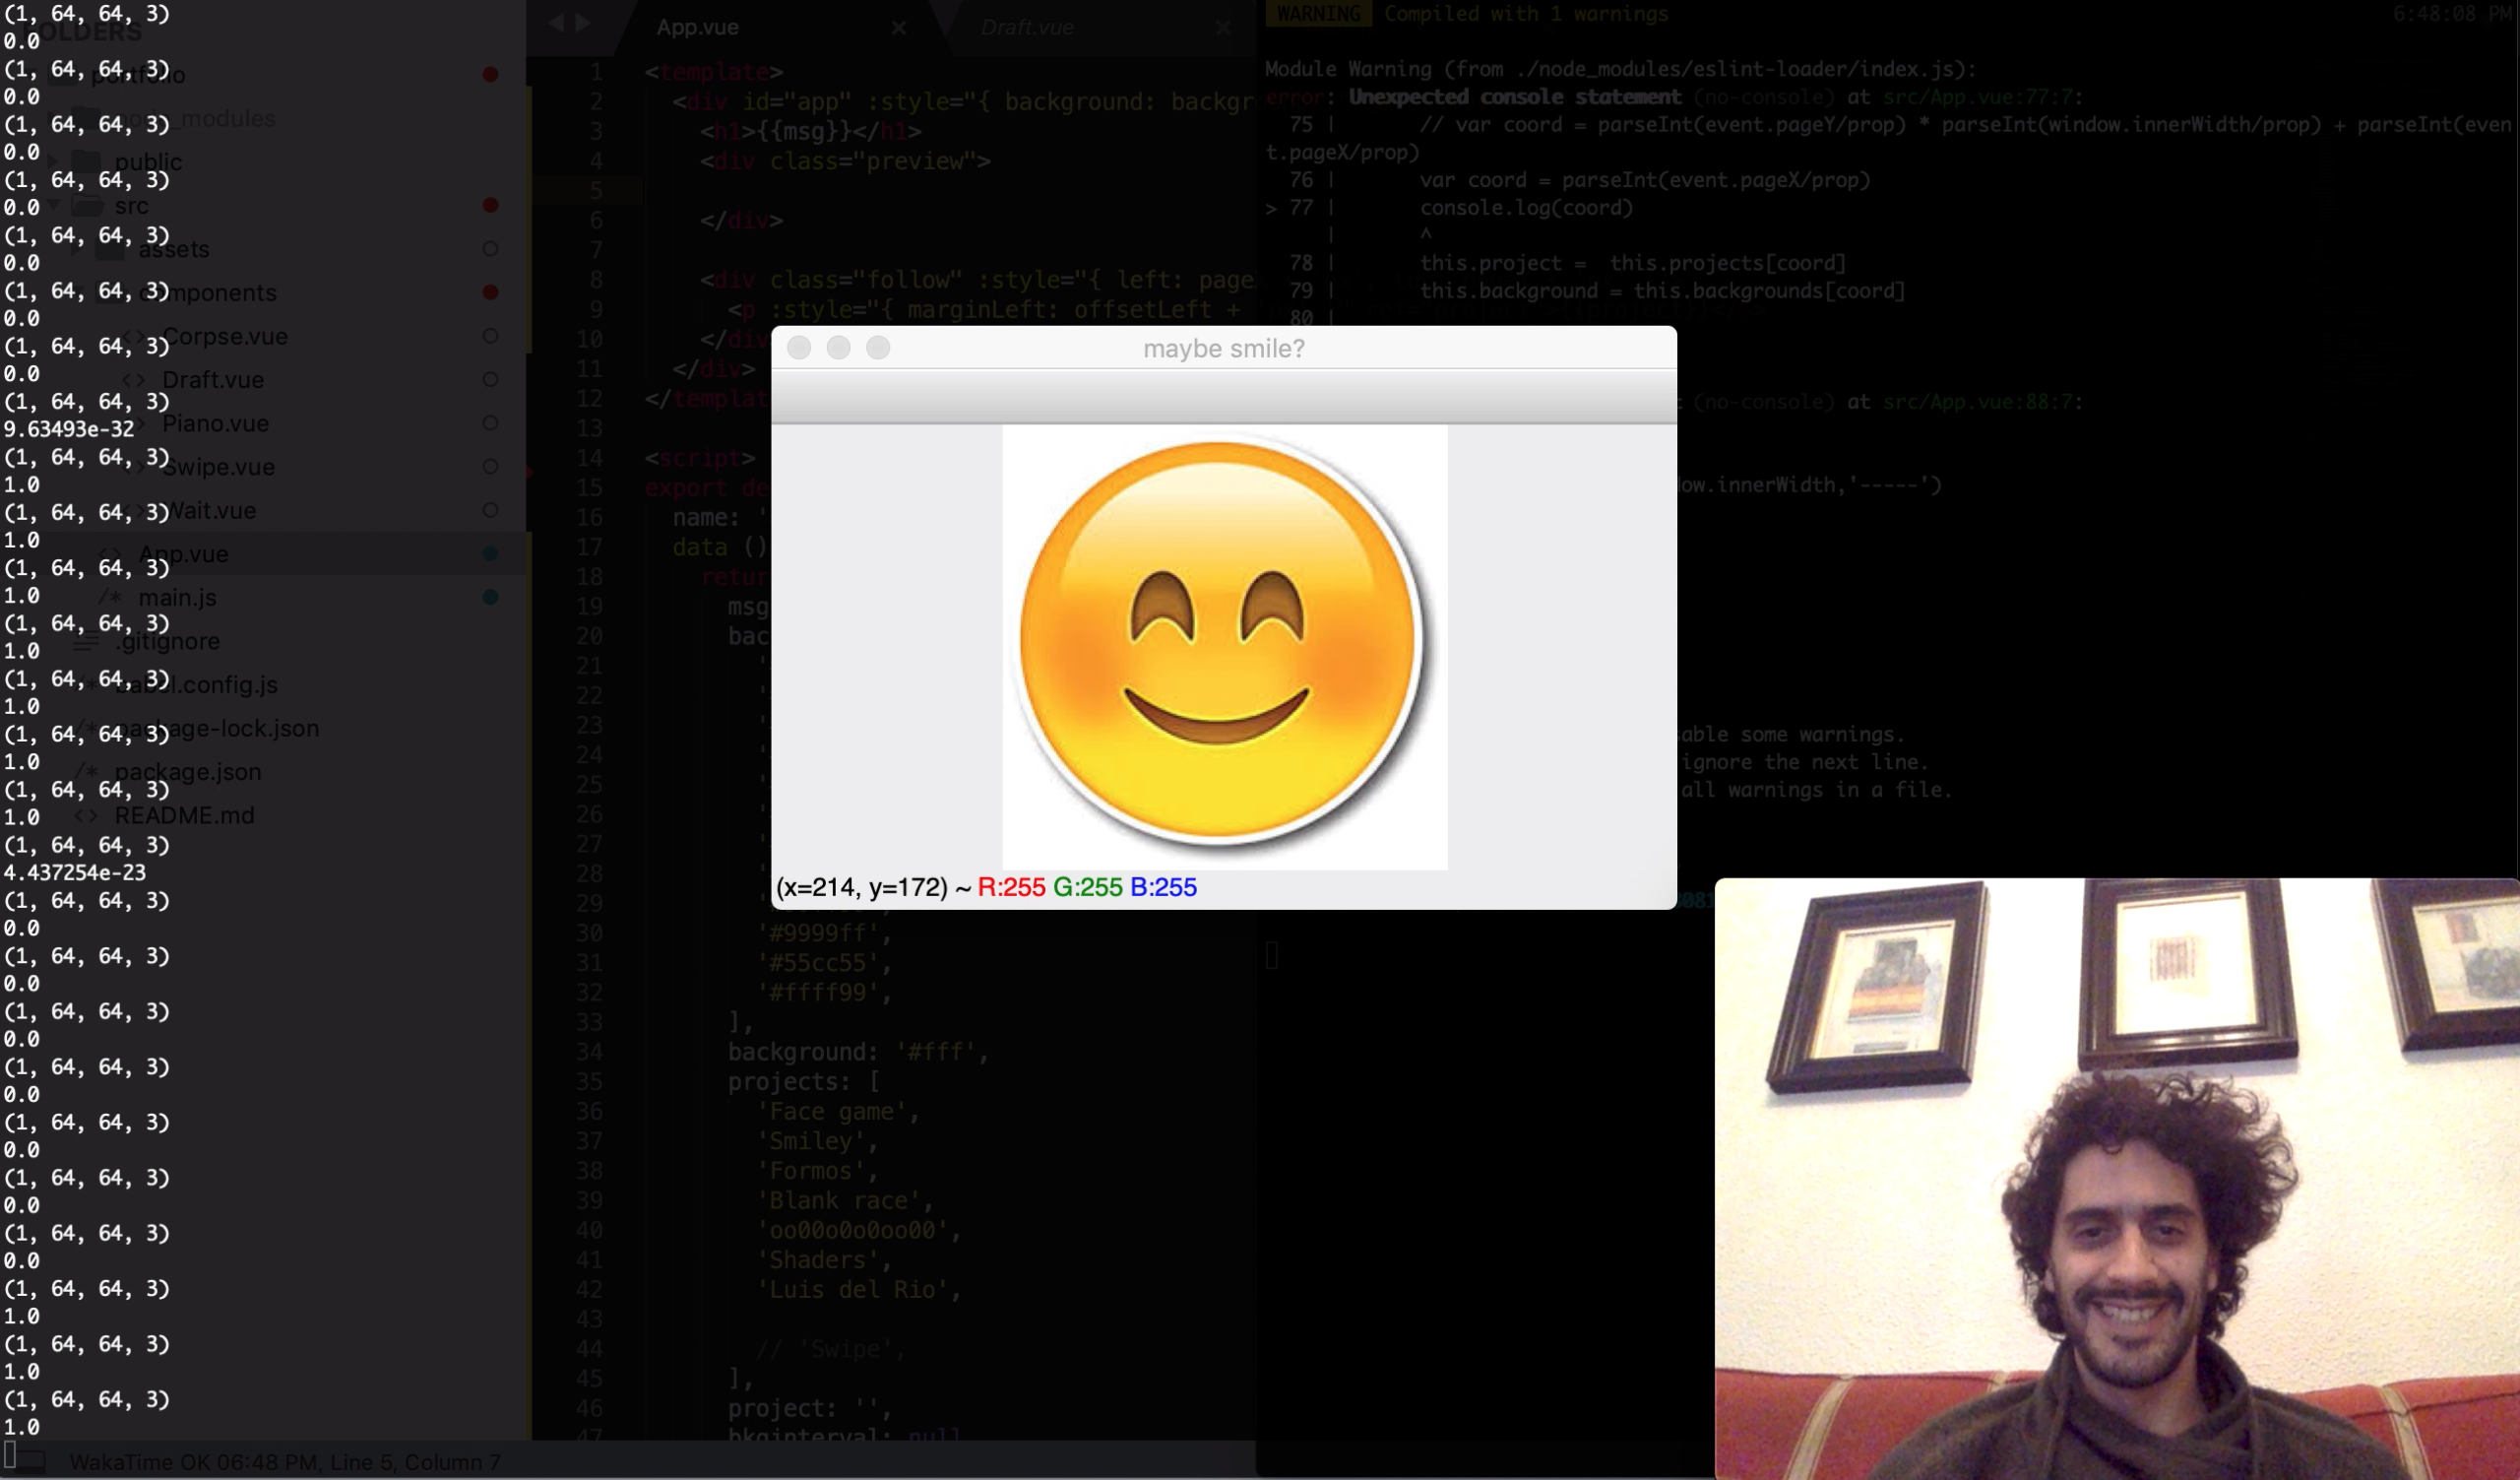 (1, 64, 64, 3)
0.0
(1, 64, 64, 3)
0.0
(1, 64, 64, 3)
0.0
(1, 64, 64, 3)
0.0
(1, 64, 64, 3)
0.0
(1, 64, 64, 3)
0.0
(1, 64, 64, 3)
0.0
(1, 64, 64, 3)
9.63493e-32
(1, 64, 64, 3)
1.0
(1, 64, 64, 3)
1.0
(1, 64, 64, 3)
1.0
(1, 64, 64, 3)
1.0
(1, 64, 64, 3)
1.0
(1, 64, 64, 3)
1.0
(1, 64, 64, 3)
1.0
(1, 64, 64, 3)
4.437254e-23
(1, 64, 64, 3)
0.0
(1, 64, 64, 3)
0.0
(1, 64, 64, 3)
0.0
(1, 64, 64, 3)
0.0
(1, 64, 64, 3)
0.0
(1, 64, 64, 3)
0.0
(1, 64, 64, 3)
0.0
(1, 64, 64, 3)
1.0
(1, 64, 64, 3)
1.0
(1, 64, 64, 3)
1.0
FOLDERS
portfolio
node_modules
public
src
assets
components
<> Corpse.vue
<> Draft.vue
Piano.vue
Swipe.vue
Wait.vue
<> App.vue
/* main.js
.gitignore
/* babel.config.js
/* package-lock.json
/* package.json
<> README.md
WakaTime OK 06:48 PM, Line 5, Column 7
App.vue
Draft.vue
1 <template>
2 <div id="app" :style="{ background: backgr
3 <h1>{{msg}}</h1>
4 <div class="preview">
5
6 </div>
7
8 <div class="follow" :style="{ left: page
9 <p :style="{ marginLeft: offsetLeft +
10 </div
11 </div>
12 </templat
13
14 <script>
15 export de
16 name: '
17 data ()
18 retur
19 msg
20 bac
21 '
22 '
23 '
24 '
25 '
26 '
27 '
28 '
29
30 '#9999ff',
31 '#55cc55',
32 '#ffff99',
33 ],
34 background: '#fff',
35 projects: [
36 'Face game',
37 'Smiley',
38 'Formos',
39 'Blank race',
40 'oo00o0o0oo00',
41 'Shaders',
42 'Luis del Rio',
43
44 // 'Swipe',
45 ],
46 project: '',
47 bkginterval: null
WARNING Compiled with 1 warnings 6:48:08 PM
Module Warning (from ./node_modules/eslint-loader/index.js):
error: Unexpected console statement (no-console) at src/App.vue:77:7:
75 | // var coord = parseInt(event.pageY/prop) * parseInt(window.innerWidth/prop) + parseInt(even
t.pageX/prop)
76 | var coord = parseInt(event.pageX/prop)
> 77 | console.log(coord)
| ^
78 | this.project = this.projects[coord]
79 | this.background = this.backgrounds[coord]
80 |
(no-console) at src/App.vue:88:7:
ow.innerWidth,'-----')
able some warnings.
ignore the next line.
all warnings in a file.
maybe smile?
(x=214, y=172) ~ R:255 G:255 B:255